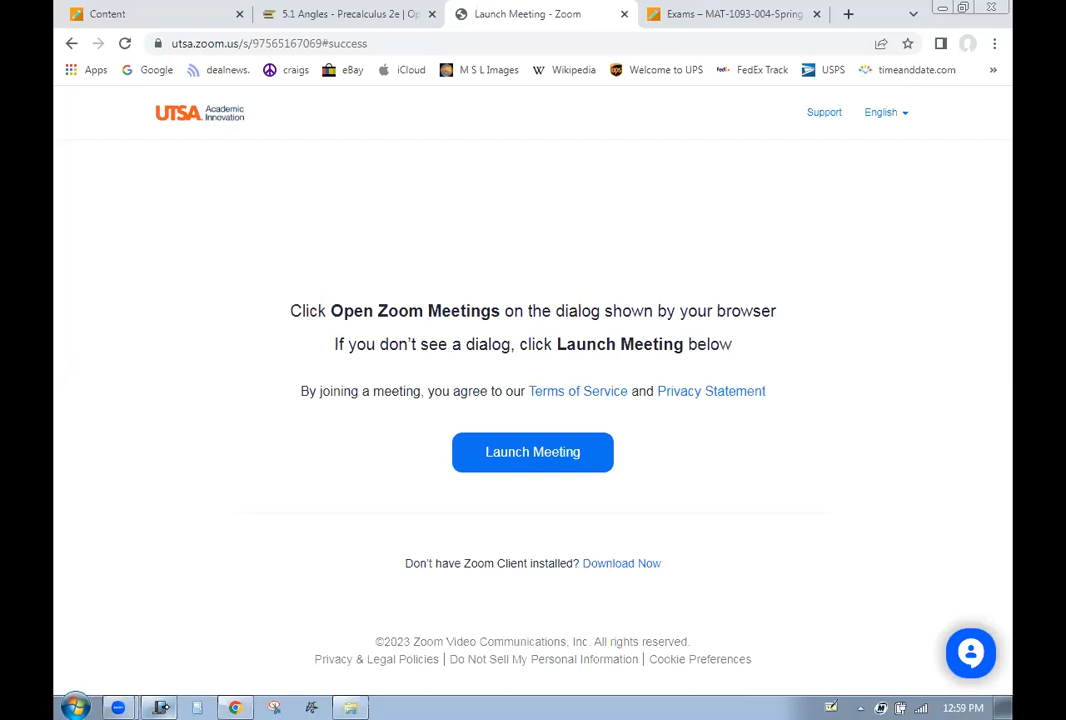 Content
5.1 Angles - Precalculus 2e | Op
Launch Meeting - Zoom
Exams – MAT-1093-004-Spring
utsa.zoom.us/s/97565167069#success
Apps
Google
dealnews.
craigs
eBay
iCloud
M S L Images
Wikipedia
Welcome to UPS
FedEx Track
USPS
timeanddate.com
»
UTSA Academic Innovation
Support
English
Click Open Zoom Meetings on the dialog shown by your browser
If you don't see a dialog, click Launch Meeting below
By joining a meeting, you agree to our Terms of Service and Privacy Statement
Launch Meeting
Don't have Zoom Client installed? Download Now
©2023 Zoom Video Communications, Inc. All rights reserved.
Privacy & Legal Policies | Do Not Sell My Personal Information | Cookie Preferences
12:59 PM